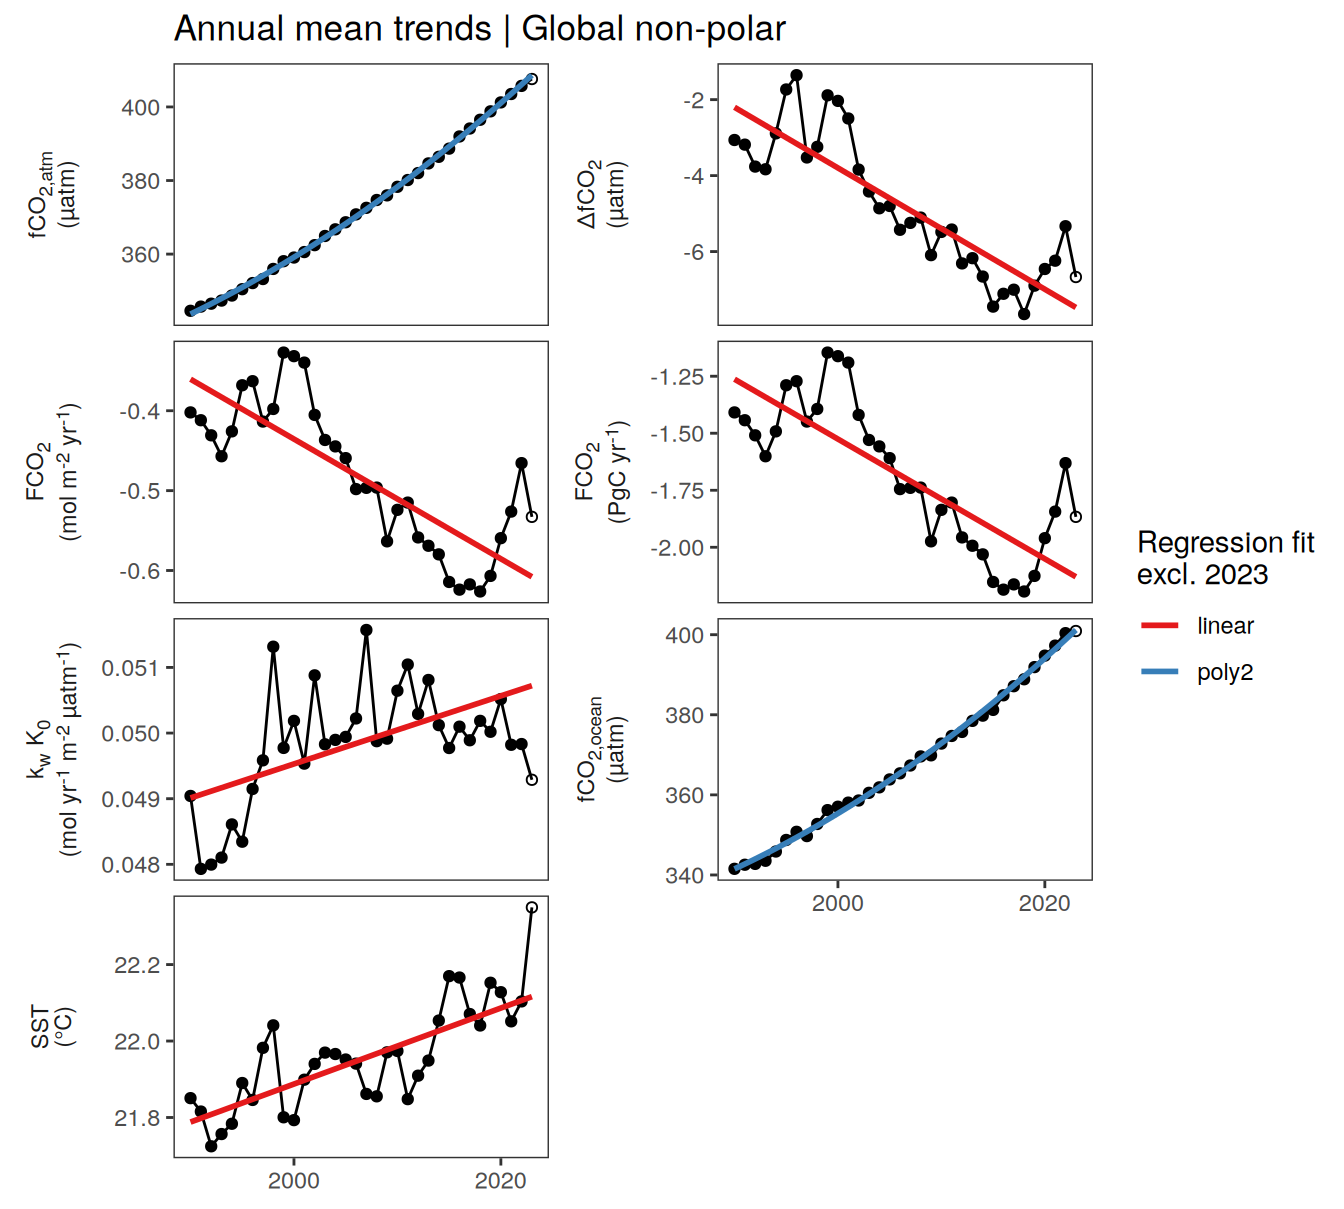 Annual mean trends | Global non-polar
fCO2,atm
(µatm)
400
380
360
ΔfCO2
(µatm)
-2
-4
-6
FCO2
(mol m-2 yr-1)
-0.4
-0.5
-0.6
FCO2
(PgC yr-1)
-1.25
-1.50
-1.75
-2.00
kw K0
(mol yr-1 m-2 µatm-1)
0.051
0.050
0.049
0.048
fCO2,ocean
(µatm)
400
380
360
340
2000 2020
SST
(°C)
22.2
22.0
21.8
2000 2020
Regression fit
excl. 2023
linear
poly2